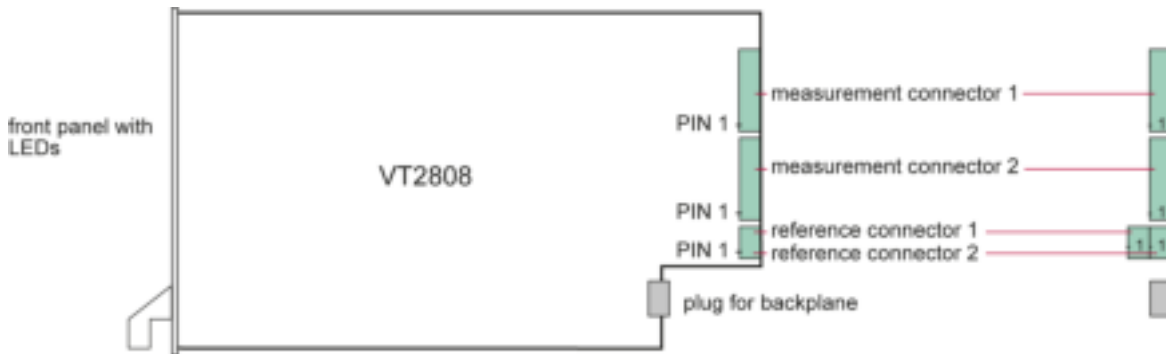 measurement connector 1
PIN 1
1
front panel with
LEDs
VT2808
measurement connector 2
PIN 1
1
reference connector 1
PIN 1
reference connector 2
1
1
plug for backplane